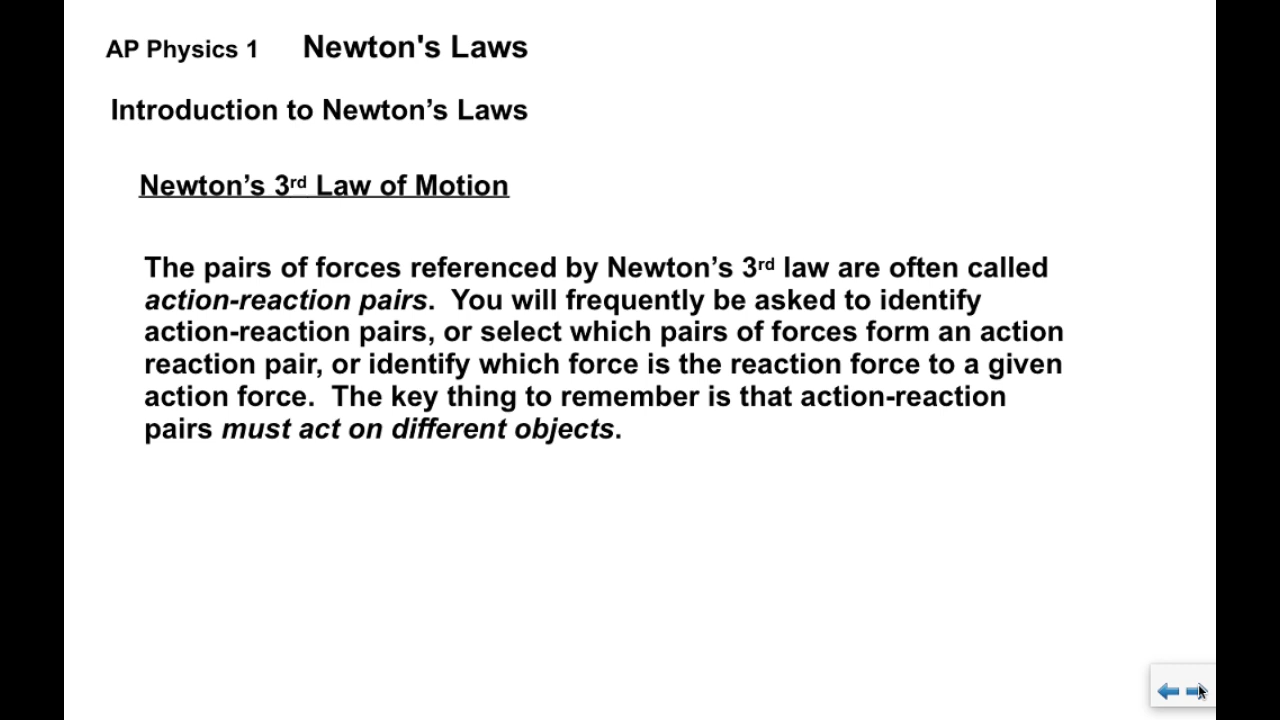 AP Physics 1 Newton's Laws
Introduction to Newton’s Laws
Newton’s 3rd Law of Motion
The pairs of forces referenced by Newton’s 3rd law are often called
action-reaction pairs. You will frequently be asked to identify
action-reaction pairs, or select which pairs of forces form an action
reaction pair, or identify which force is the reaction force to a given
action force. The key thing to remember is that action-reaction
pairs must act on different objects.